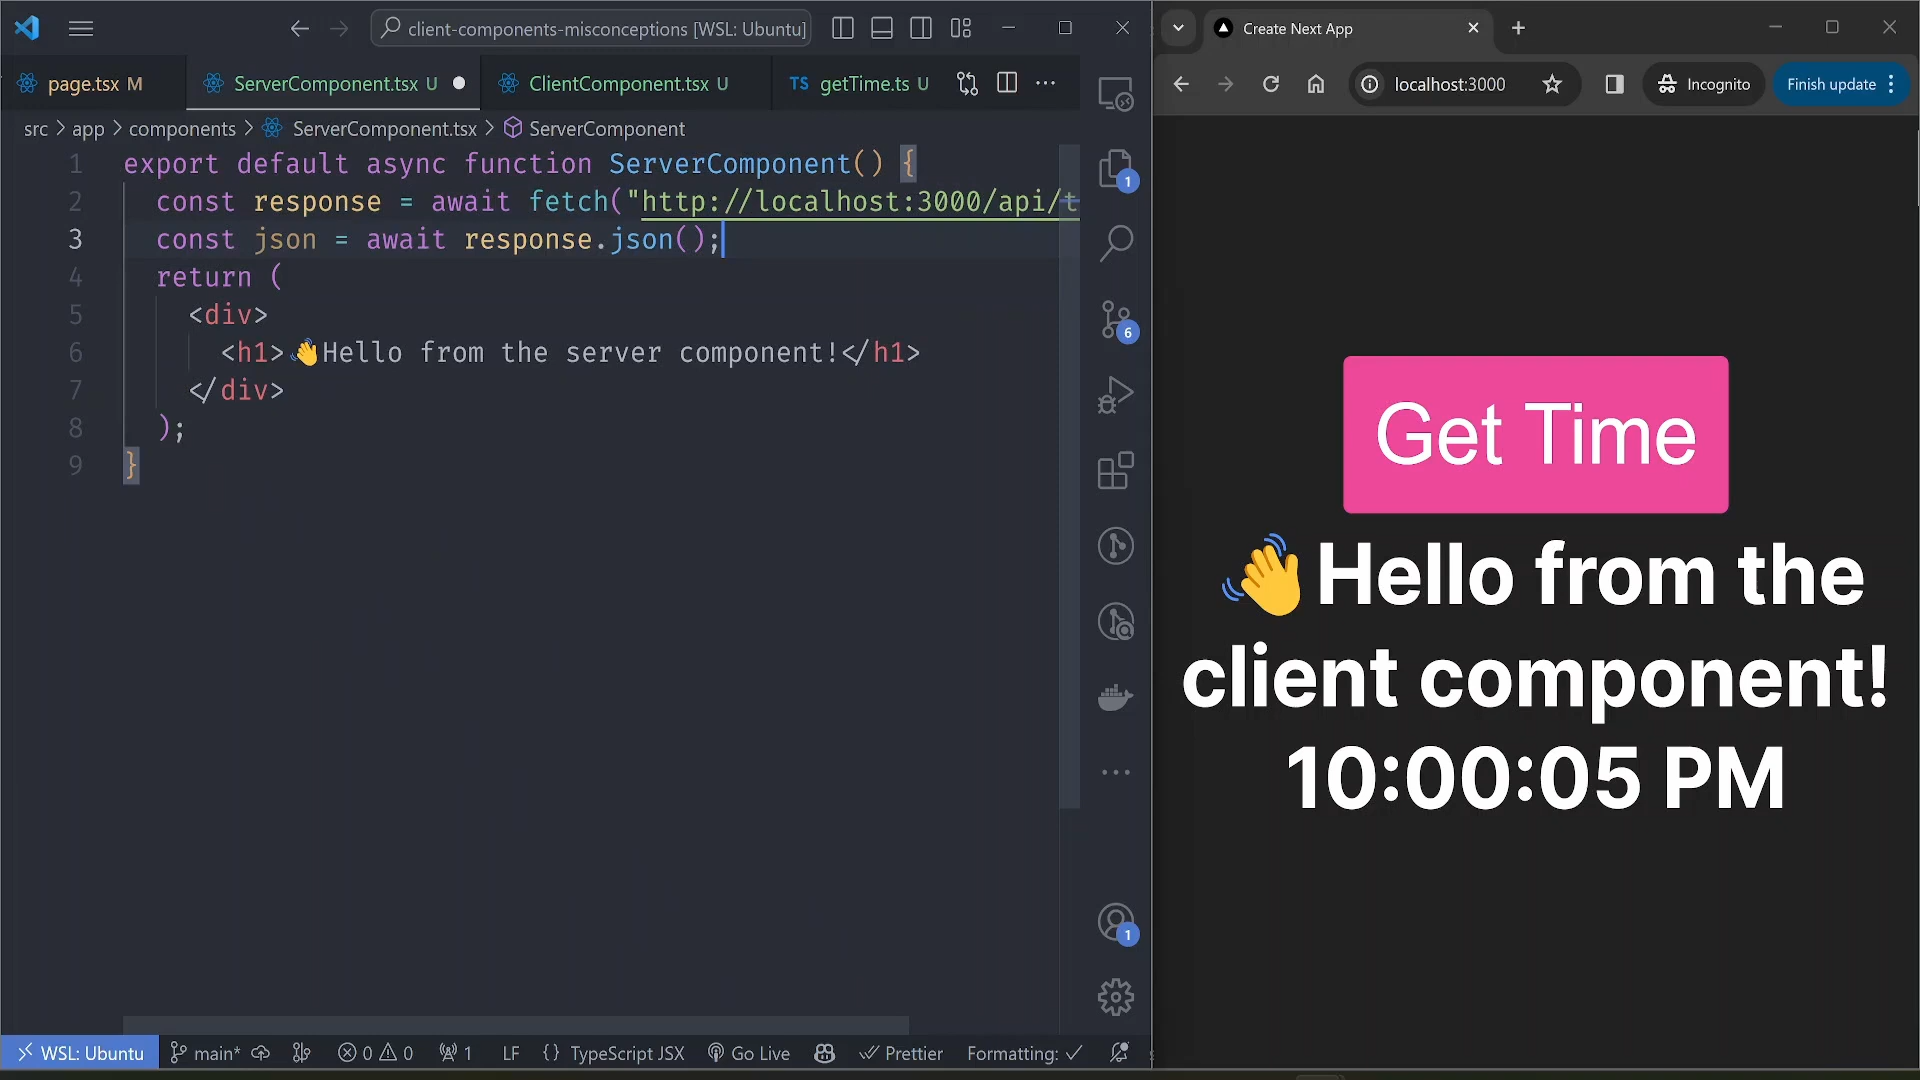 client-components-misconceptions [WSL: Ubuntu]
page.tsx M
ServerComponent.tsx U
ClientComponent.tsx U
TS getTime.ts U
src > app > components > ServerComponent.tsx > ServerComponent
1 export default async function ServerComponent() {
2 const response = await fetch("http://localhost:3000/api/t
3 const json = await response.json();
4 return (
5 <div>
6 <h1>👋Hello from the server component!</h1>
7 </div>
8 );
9 }
1
6
1
WSL: Ubuntu
main*
0 0
1
LF
{} TypeScript JSX
Go Live
Prettier
Formatting: ✓
Create Next App
localhost:3000
Incognito
Finish update
Get Time
👋Hello from the
client component!
10:00:05 PM